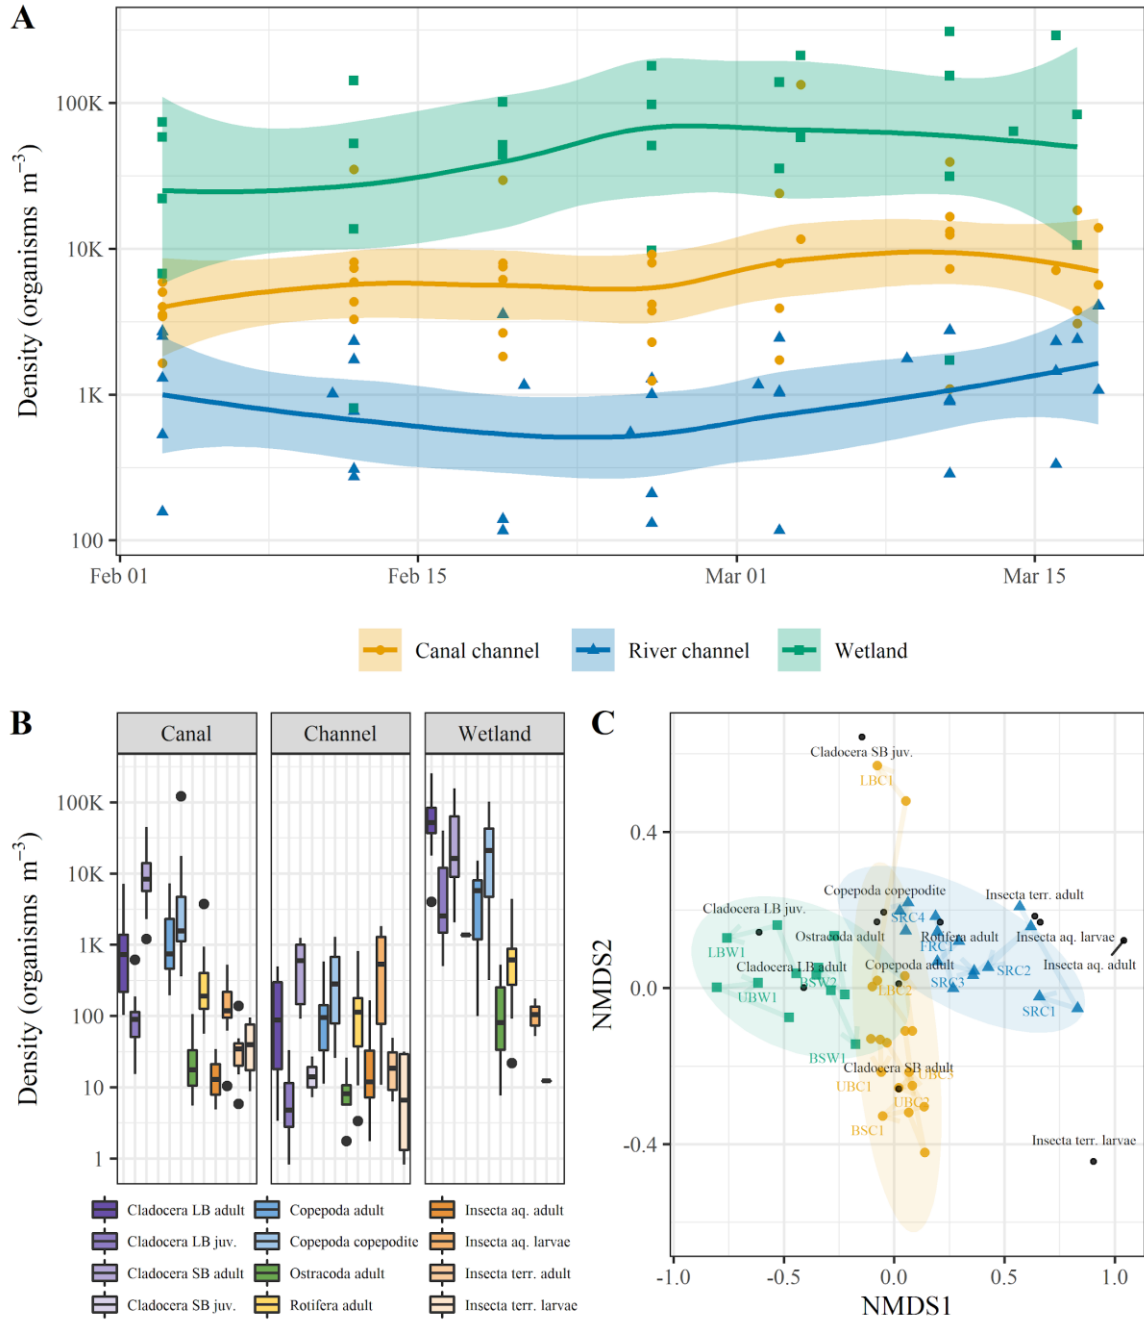 A
Density (organisms m⁻³)
100K
10K
1K
100
Feb 01 Feb 15 Mar 01 Mar 15
Canal channel River channel Wetland
B
Canal Channel Wetland
Density (organisms m⁻³)
100K
10K
1K
100
10
1
Cladocera LB adult Copepoda adult Insecta aq. adult
Cladocera LB juv. Copepoda copepodite Insecta aq. larvae
Cladocera SB adult Ostracoda adult Insecta terr. adult
Cladocera SB juv. Rotifera adult Insecta terr. larvae
C
NMDS2
0.4
0.0
-0.4
Cladocera SB juv.
LBC1
Copepoda copepodite
Insecta terr. adult
Cladocera LB juv.
SRC4
Ostracoda adult
Rotifera adult
Insecta aq. larvae
LBW1
FRC1
Copepoda adult
SRC2
Insecta aq. adult
Cladocera LB adult
BSW2
UBW1
LBC2
SRC3
SRC1
BSW1
Cladocera SB adult
UBC1
UBC3
UBC2
BSC1
Insecta terr. larvae
-1.0 -0.5 0.0 0.5 1.0
NMDS1